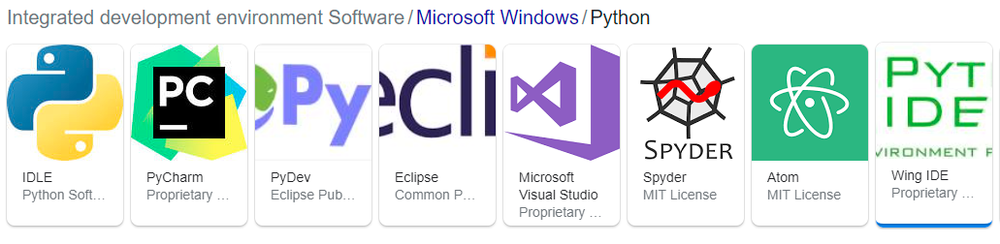 Integrated development environment Software / Microsoft Windows / Python
PC
Py
ecli
SPYDER
PYT
IDE
VIRONMENT P
IDLE
Python Soft...
PyCharm
Proprietary ...
PyDev
Eclipse Pub...
Eclipse
Common P...
Microsoft
Visual Studio
Proprietary ...
Spyder
MIT License
Atom
MIT License
Wing IDE
Proprietary ...